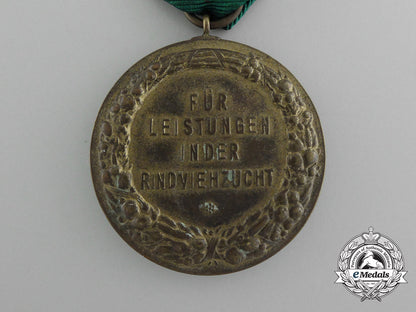 FÜR
LEISTUNGEN
IN DER
RINDVIEHZUCHT
eMedals